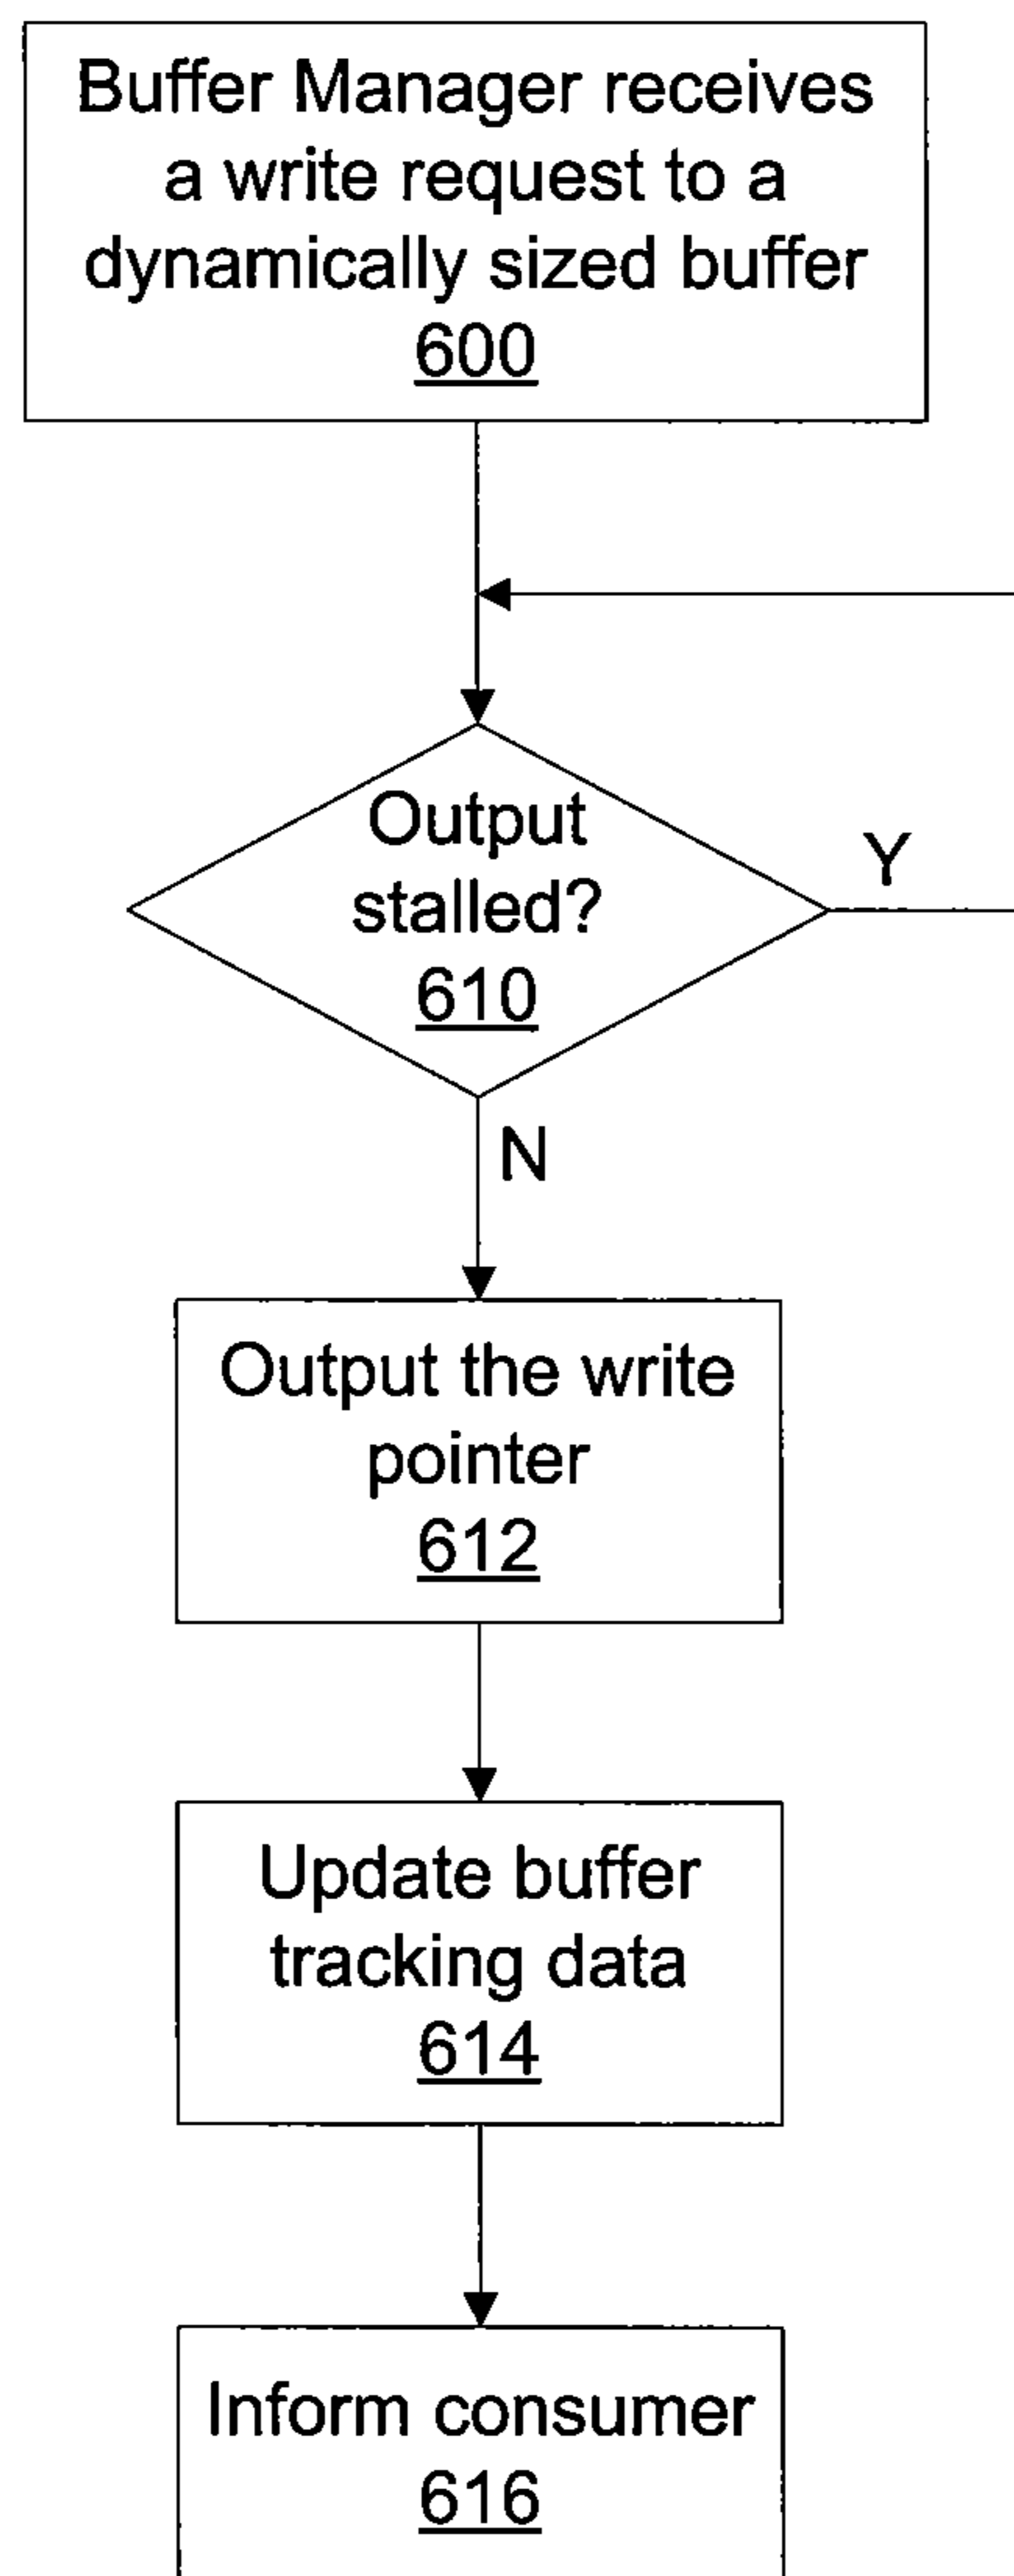 Buffer Manager receives
a write request to a
dynamically sized buffer
600
Output
stalled?
610
Y
N
Output the write
pointer
612
Update buffer
tracking data
614
Inform consumer
616